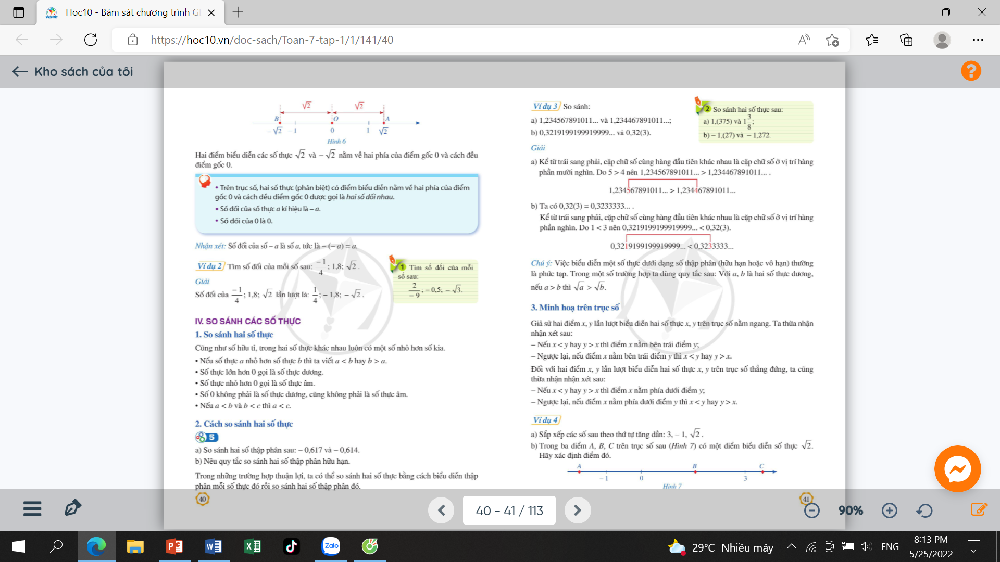 Hoc10 - Bám sát chương trình GI
https://hoc10.vn/doc-sach/Toan-7-tap-1/1/141/40
Kho sách của tôi
√2 √2
B O A
– √2 – 1 0 1 √2
Hình 6
Hai điểm biểu diễn các số thực √2 và – √2 nằm về hai phía của điểm gốc 0 và cách đều
điểm gốc 0.
• Trên trục số, hai số thực (phân biệt) có điểm biểu diễn nằm về hai phía của điểm
gốc 0 và cách đều điểm gốc 0 được gọi là hai số đối nhau.
• Số đối của số thực a kí hiệu là – a.
• Số đối của 0 là 0.
Nhận xét: Số đối của số – a là số a, tức là – (– a) = a.
Ví dụ 2 Tìm số đối của mỗi số sau: –1/4; 1,8; √2.
Giải
Số đối của –1/4; 1,8; √2 lần lượt là: 1/4; – 1,8; – √2.
1 Tìm số đối của mỗi
số sau:
2/–9; – 0,5; – √3.
IV. SO SÁNH CÁC SỐ THỰC
1. So sánh hai số thực
Cũng như số hữu tỉ, trong hai số thực khác nhau luôn có một số nhỏ hơn số kia.
• Nếu số thực a nhỏ hơn số thực b thì ta viết a < b hay b > a.
• Số thực lớn hơn 0 gọi là số thực dương.
• Số thực nhỏ hơn 0 gọi là số thực âm.
• Số 0 không phải là số thực dương, cũng không phải là số thực âm.
• Nếu a < b và b < c thì a < c.
2. Cách so sánh hai số thực
5
a) So sánh hai số thập phân sau: – 0,617 và – 0,614.
b) Nêu quy tắc so sánh hai số thập phân hữu hạn.
Trong những trường hợp thuận lợi, ta có thể so sánh hai số thực bằng cách biểu diễn thập
phân mỗi số thực đó rồi so sánh hai số thập phân đó.
40
Ví dụ 3 So sánh:
a) 1,234567891011... và 1,234467891011...;
b) 0,3219199199919999... và 0,32(3).
2 So sánh hai số thực sau:
a) 1,(375) và 1 3/8;
b) – 1,(27) và – 1,272.
Giải
a) Kể từ trái sang phải, cặp chữ số cùng hàng đầu tiên khác nhau là cặp chữ số ở vị trí hàng
phần mười nghìn. Do 5 > 4 nên 1,234567891011... > 1,234467891011... .
1,234567891011... > 1,234467891011...
b) Ta có 0,32(3) = 0,3233333... .
Kể từ trái sang phải, cặp chữ số cùng hàng đầu tiên khác nhau là cặp chữ số ở vị trí hàng
phần nghìn. Do 1 < 3 nên 0,3219199199919999... < 0,32(3).
0,3219199199919999... < 0,3233333...
Chú ý: Việc biểu diễn một số thực dưới dạng số thập phân (hữu hạn hoặc vô hạn) thường
là phức tạp. Trong một số trường hợp ta dùng quy tắc sau: Với a, b là hai số thực dương,
nếu a > b thì √a > √b.
3. Minh hoạ trên trục số
Giả sử hai điểm x, y lần lượt biểu diễn hai số thực x, y trên trục số nằm ngang. Ta thừa nhận
nhận xét sau:
– Nếu x < y hay y > x thì điểm x nằm bên trái điểm y;
– Ngược lại, nếu điểm x nằm bên trái điểm y thì x < y hay y > x.
Đối với hai điểm x, y lần lượt biểu diễn hai số thực x, y trên trục số thẳng đứng, ta cũng
thừa nhận nhận xét sau:
– Nếu x < y hay y > x thì điểm x nằm phía dưới điểm y;
– Ngược lại, nếu điểm x nằm phía dưới điểm y thì x < y hay y > x.
Ví dụ 4
a) Sắp xếp các số sau theo thứ tự tăng dần: 3, – 1, √2.
b) Trong ba điểm A, B, C trên trục số sau (Hình 7) có một điểm biểu diễn số thực √2.
Hãy xác định điểm đó.
A B C
– 1 0 3
Hình 7
41
40 - 41 / 113
90%
Zalo
29°C Nhiều mây
ENG
8:13 PM
5/25/2022